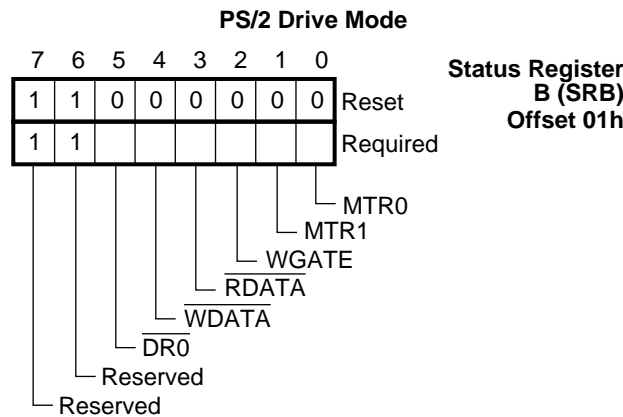 PS/2 Drive Mode
7 6 5 4 3 2 1 0
Status Register
B (SRB)
Offset 01h
1 1 0 0 0 0 0 0 Reset
1 1 Required
MTR0
MTR1
WGATE
RDATA
WDATA
DR0
Reserved
Reserved